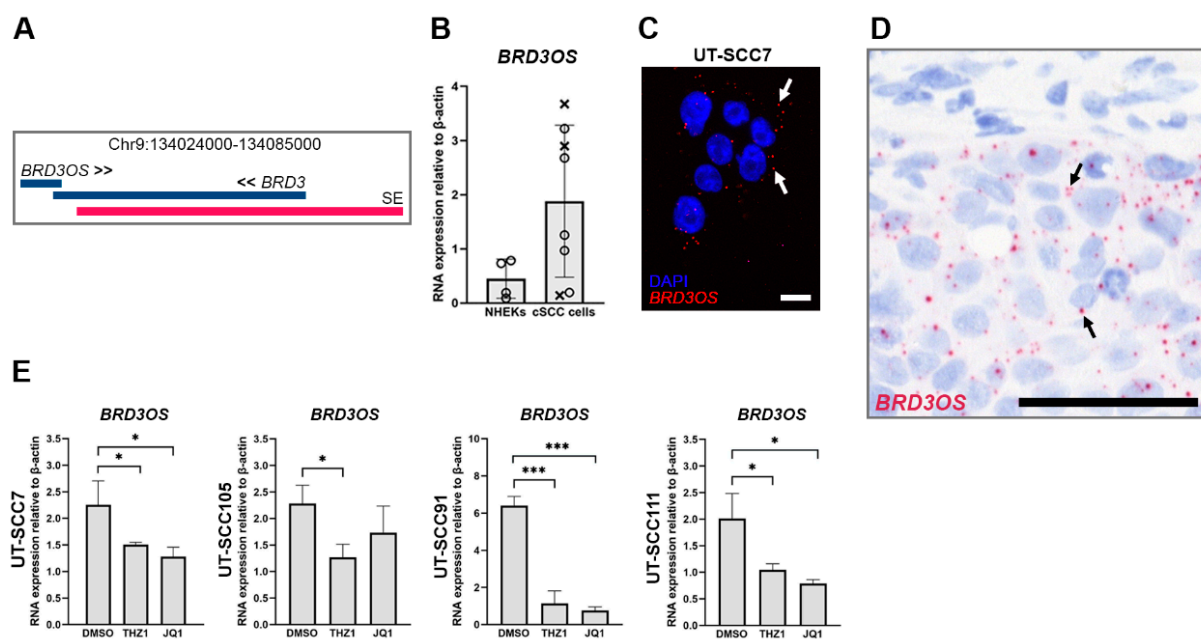 A
Chr9:134024000-134085000
BRD3OS >>
<< BRD3
SE
B
BRD3OS
RNA expression relative to β-actin
4
3
2
1
0
NHEKs cSCC cells
C
UT-SCC7
DAPI
BRD3OS
D
BRD3OS
E
BRD3OS
UT-SCC7
RNA expression relative to β-actin
3.5
3.0
2.5
2.0
1.5
1.0
0.5
0.0
*
*
DMSO THZ1 JQ1
BRD3OS
UT-SCC105
RNA expression relative to β-actin
3.5
3.0
2.5
2.0
1.5
1.0
0.5
0.0
*
DMSO THZ1 JQ1
BRD3OS
UT-SCC91
RNA expression relative to β-actin
10
8
6
4
2
0
***
***
DMSO THZ1 JQ1
BRD3OS
UT-SCC111
RNA expression relative to β-actin
3.5
3.0
2.5
2.0
1.5
1.0
0.5
0.0
*
*
DMSO THZ1 JQ1